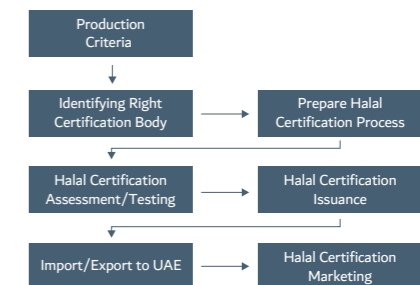 Production
Criteria
Identifying Right
Certification Body
Prepare Halal
Certification Process
Halal Certification
Assessment/Testing
Halal Certification
Issuance
Import/Export to UAE
Halal Certification
Marketing